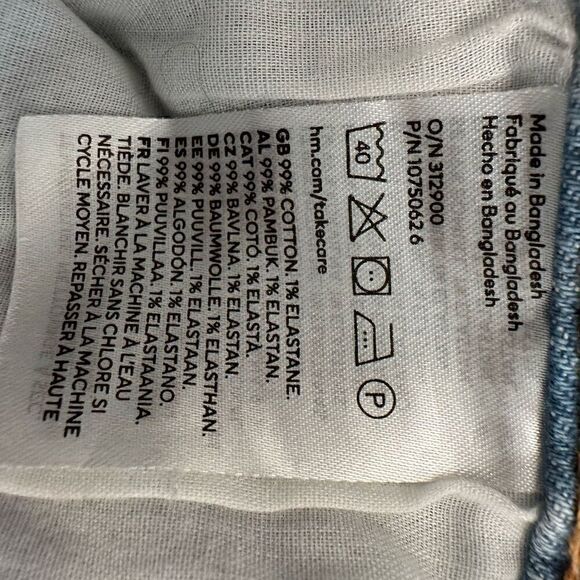 Made in Bangladesh
Fabriqué au Bangladesh
Hecho en Bangladesh
O/N 312900
P/N 10750626
40
P
hm.com/takecare
GB 99% COTTON. 1% ELASTANE.
AL 99% PAMBUK. 1% ELASTAN.
CAT 99% COTÓ. 1% ELASTÀ.
CZ 99% BAVLNA. 1% ELASTAN.
DE 99% BAUMWOLLE. 1% ELASTHAN.
EE 99% PUUVILL. 1% ELASTAAN.
ES 99% ALGODÓN. 1% ELASTANO.
FI 99% PUUVILLAA. 1% ELASTAANIA.
FR LAVER À LA MACHINE À L'EAU
TIÈDE. BLANCHIR SANS CHLORE SI
NÉCESSAIRE. SÉCHER À LA MACHINE
CYCLE MOYEN. REPASSER À HAUTE